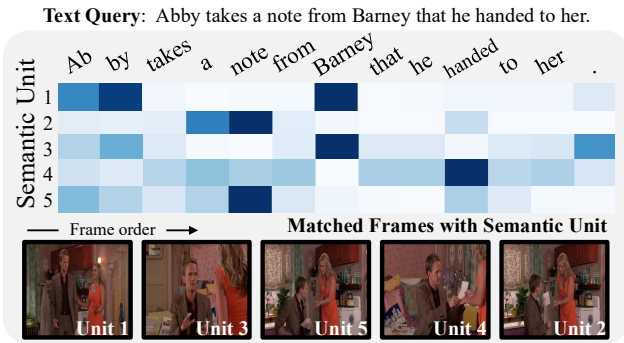 Text Query: Abby takes a note from Barney that he handed to her.
Ab by takes a note from Barney that he handed to her .
Semantic Unit
1
2
3
4
5
Frame order
Matched Frames with Semantic Unit
Unit 1 Unit 3 Unit 5 Unit 4 Unit 2